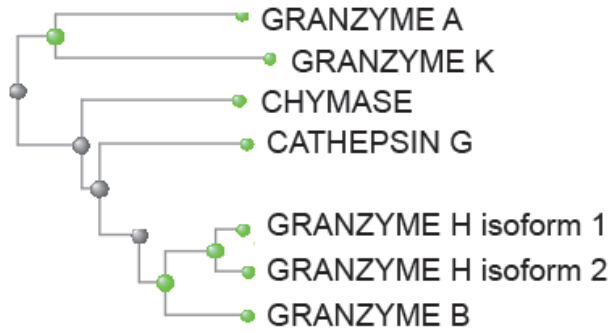 GRANZYME A
GRANZYME K
CHYMASE
CATHEPSIN G
GRANZYME H isoform 1
GRANZYME H isoform 2
GRANZYME B